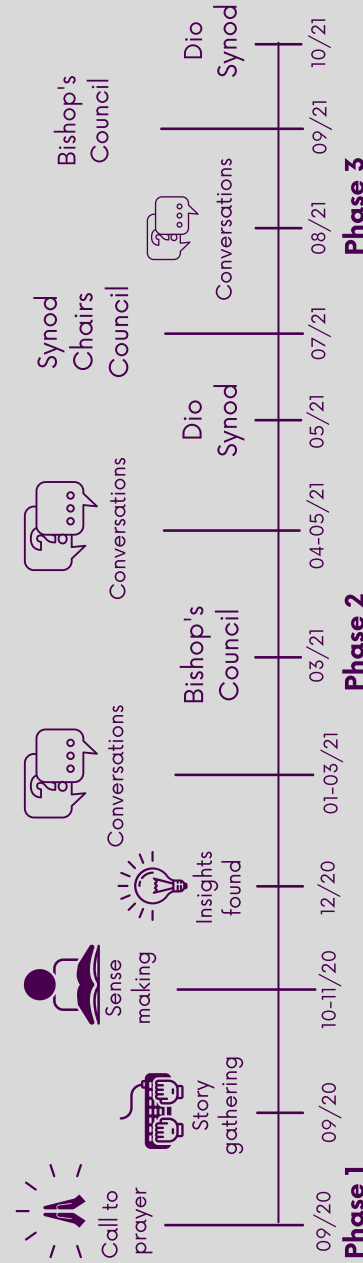 Call to
prayer
09/20
Phase 1
Story
gathering
09/20
Sense
making
10-11/20
Insights
found
12/20
Conversations
01-03/21
Bishop's
Council
03/21
Phase 2
Conversations
04-05/21
Dio
Synod
05/21
Synod
Chairs
Council
07/21
Conversations
08/21
Phase 3
Bishop's
Council
09/21
Dio
Synod
10/21